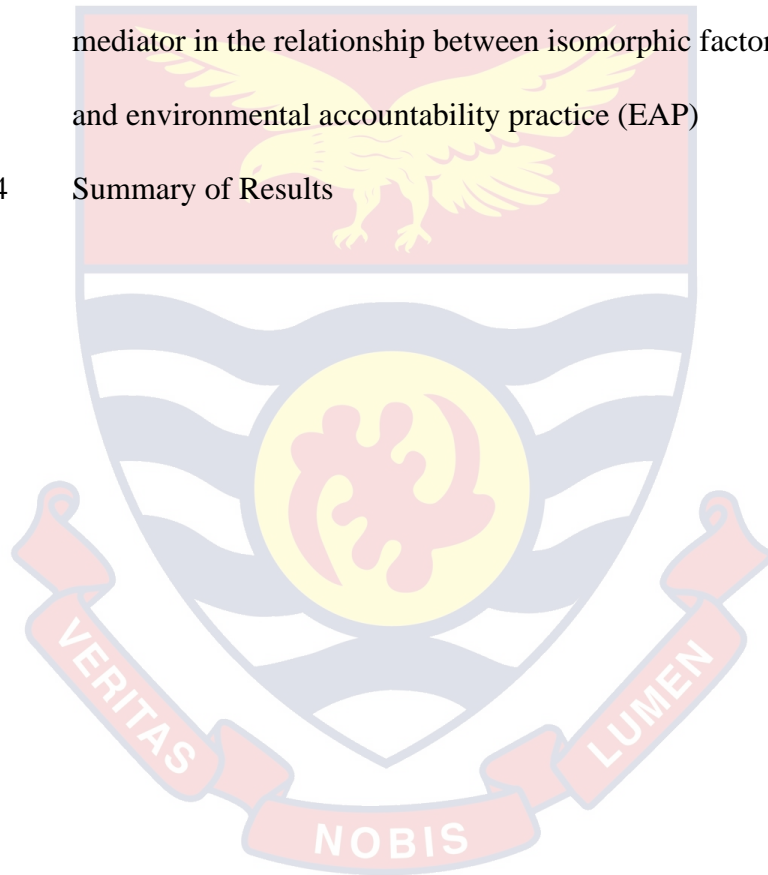 mediator in the relationship between isomorphic factor
and environmental accountability practice (EAP)
4 Summary of Results
VERITAS
NOBIS
LUMEN